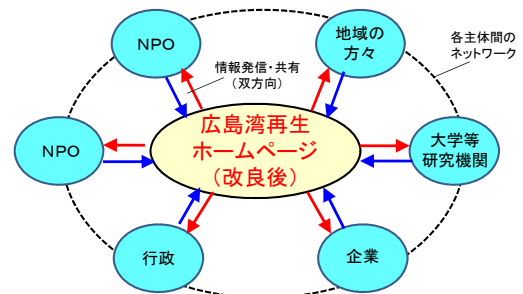 NPO
地域の
方々
各主体間の
ネットワーク
情報発信・共有
（双方向）
広島湾再生
ホームページ
（改良後）
NPO
大学等
研究機関
行政
企業